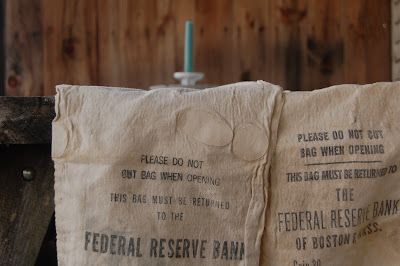 PLEASE DO NOT
CUT BAG WHEN OPENING
THIS BAG MUST BE RETURNED
TO THE
FEDERAL RESERVE BANK
PLEASE DO NOT CUT
BAG WHEN OPENING
THIS BAG MUST BE RETURNED TO
THE
FEDERAL RESERVE BANK
OF BOSTON MASS.